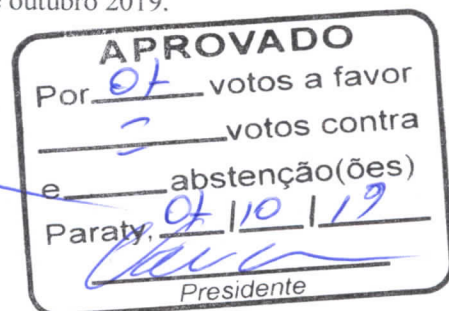 outubro 2019.
APROVADO
Por 07 votos a favor
votos contra
e abstenção(ões)
Paraty, 07 | 10 | 19
Presidente